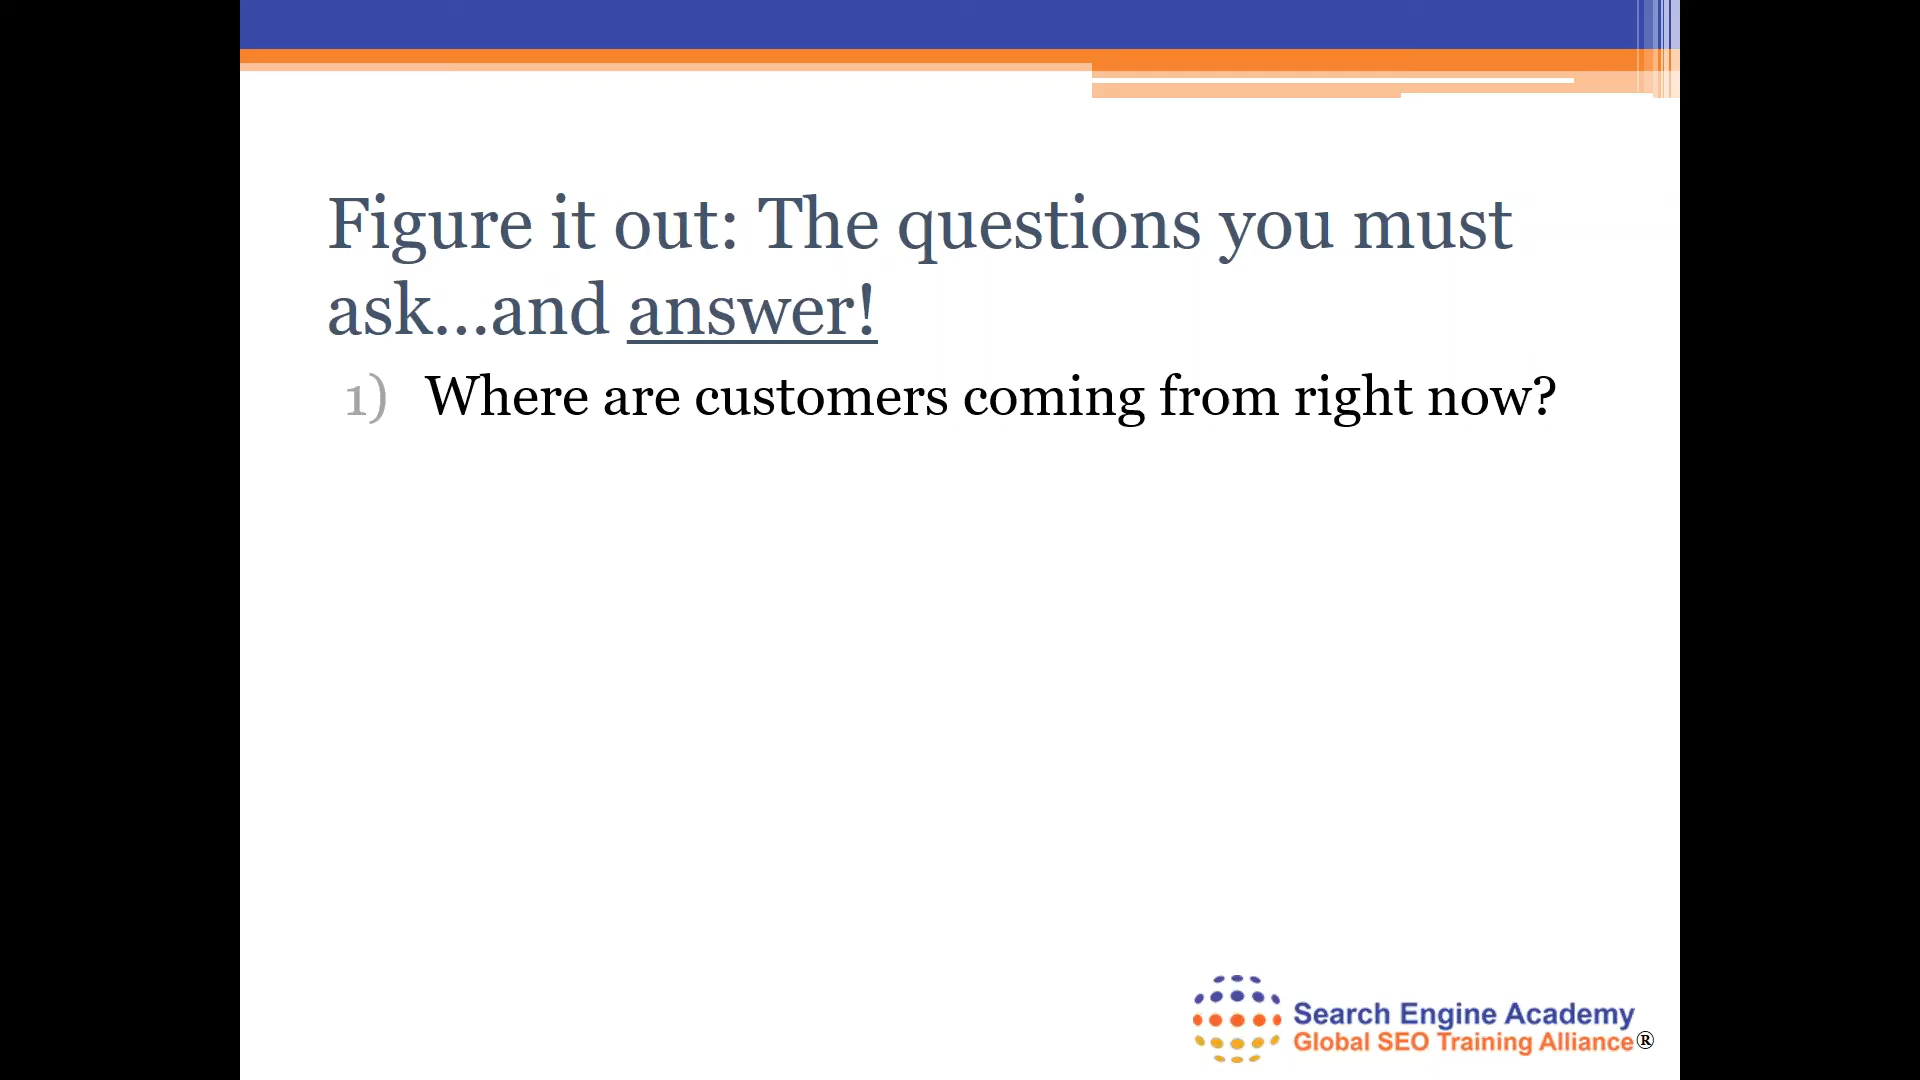 Figure it out: The questions you must
ask...and answer!
1) Where are customers coming from right now?
Search Engine Academy
Global SEO Training Alliance®